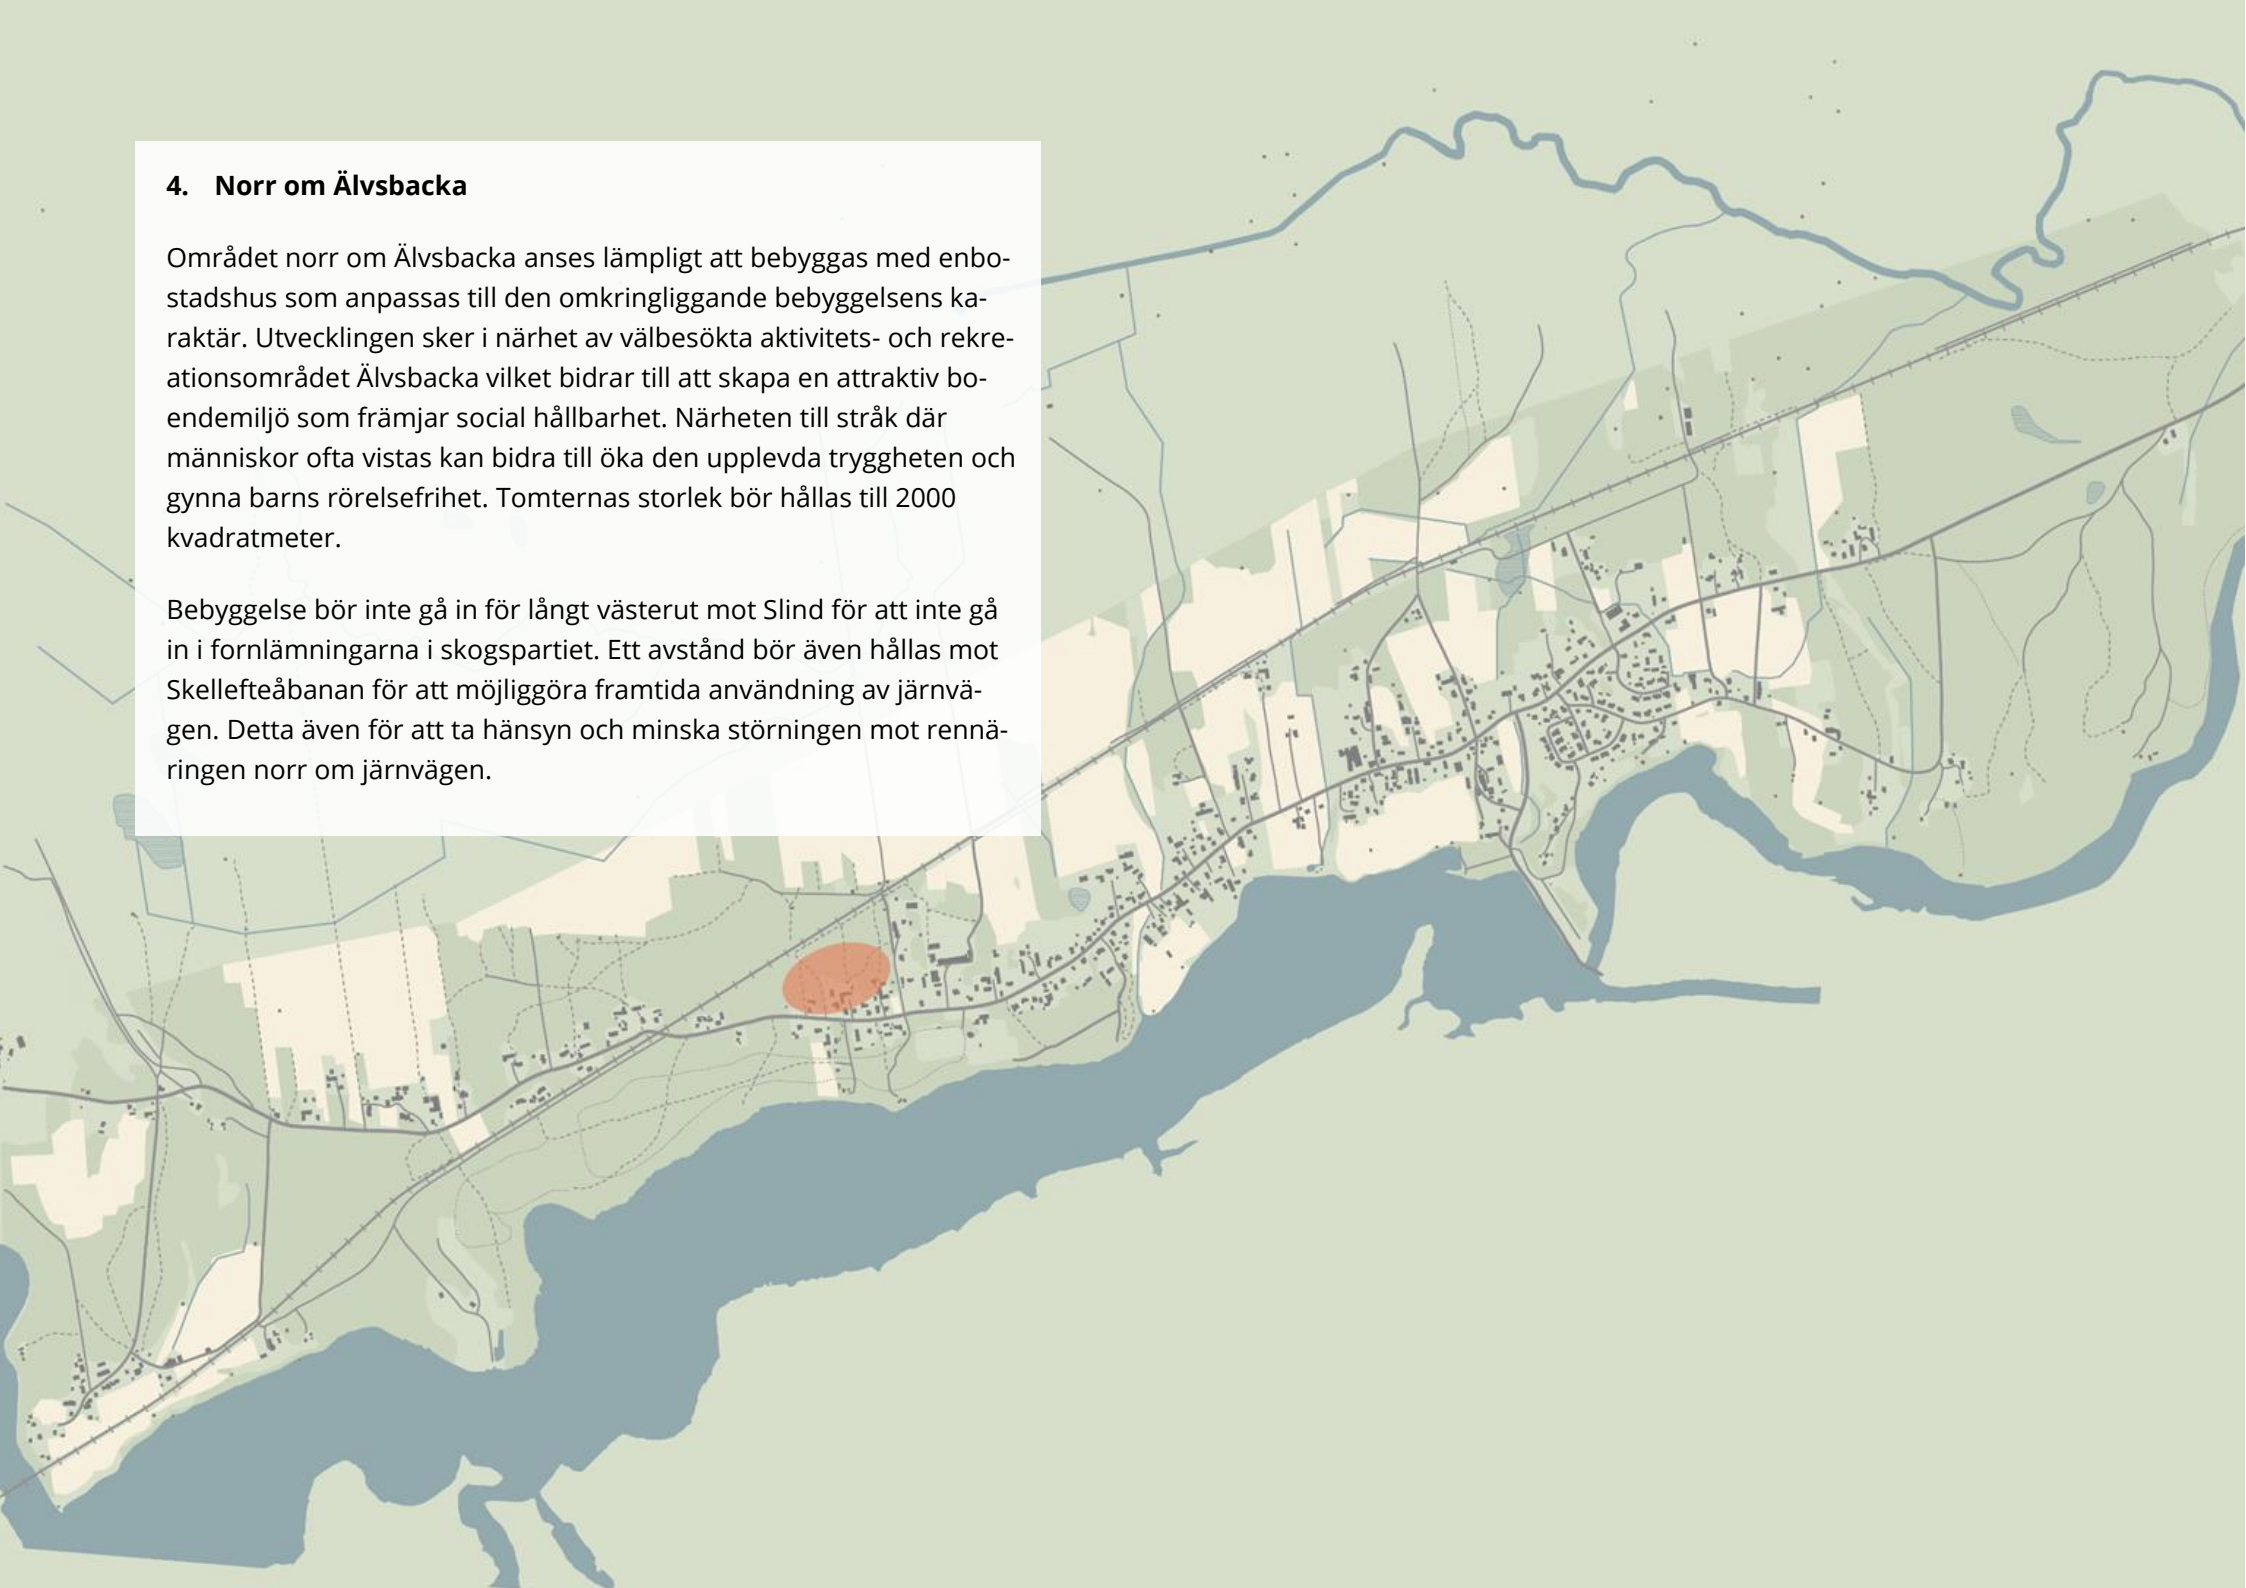 4. Norr om Älvsbacka
Området norr om Älvsbacka anses lämpligt att bebyggas med enbo-
stadshus som anpassas till den omkringliggande bebyggelsens ka-
raktär. Utvecklingen sker i närhet av välbesökta aktivitets- och rekre-
ationsområdet Älvsbacka vilket bidrar till att skapa en attraktiv bo-
endemiljö som främjar social hållbarhet. Närheten till stråk där
människor ofta vistas kan bidra till öka den upplevda tryggheten och
gynna barns rörelsefrihet. Tomternas storlek bör hållas till 2000
kvadratmeter.
Bebyggelse bör inte gå in för långt västerut mot Slind för att inte gå
in i fornlämningarna i skogspartiet. Ett avstånd bör även hållas mot
Skellefteåbanan för att möjliggöra framtida användning av järnvä-
gen. Detta även för att ta hänsyn och minska störningen mot rennä-
ringen norr om järnvägen.